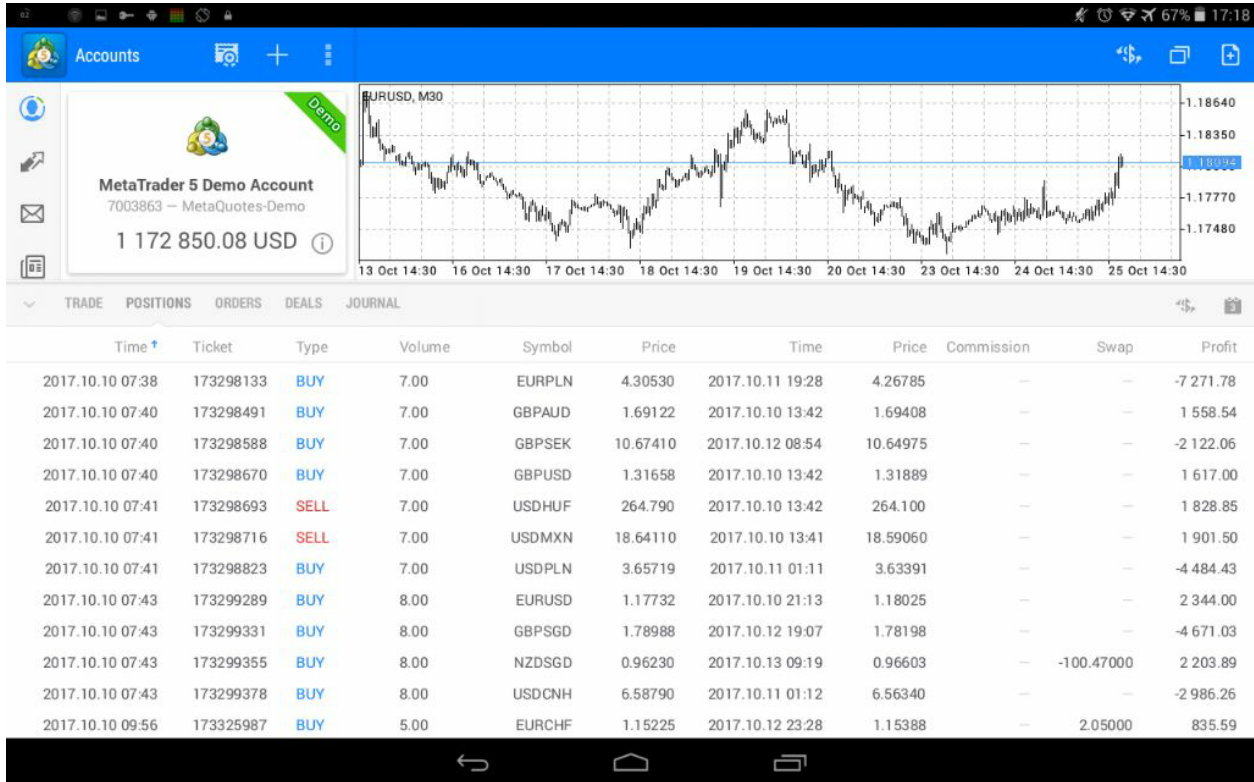 67% 17:18
Accounts
Demo
MetaTrader 5 Demo Account
7003863 — MetaQuotes-Demo
1 172 850.08 USD
EURUSD, M30
1.18640
1.18350
1.18094
1.17770
1.17480
13 Oct 14:30 16 Oct 14:30 17 Oct 14:30 18 Oct 14:30 19 Oct 14:30 20 Oct 14:30 23 Oct 14:30 24 Oct 14:30 25 Oct 14:30
TRADE POSITIONS ORDERS DEALS JOURNAL
Time Ticket Type Volume Symbol Price Time Price Commission Swap Profit
2017.10.10 07:38 173298133 BUY 7.00 EURPLN 4.30530 2017.10.11 19:28 4.26785 — — -7 271.78
2017.10.10 07:40 173298491 BUY 7.00 GBPAUD 1.69122 2017.10.10 13:42 1.69408 — — 1 558.54
2017.10.10 07:40 173298588 BUY 7.00 GBPSEK 10.67410 2017.10.12 08:54 10.64975 — — -2 122.06
2017.10.10 07:40 173298670 BUY 7.00 GBPUSD 1.31658 2017.10.10 13:42 1.31889 — — 1 617.00
2017.10.10 07:41 173298693 SELL 7.00 USDHUF 264.790 2017.10.10 13:42 264.100 — — 1 828.85
2017.10.10 07:41 173298716 SELL 7.00 USDMXN 18.64110 2017.10.10 13:41 18.59060 — — 1 901.50
2017.10.10 07:41 173298823 BUY 7.00 USDPLN 3.65719 2017.10.11 01:11 3.63391 — — -4 484.43
2017.10.10 07:43 173299289 BUY 8.00 EURUSD 1.17732 2017.10.10 21:13 1.18025 — — 2 344.00
2017.10.10 07:43 173299331 BUY 8.00 GBPSGD 1.78988 2017.10.12 19:07 1.78198 — — -4 671.03
2017.10.10 07:43 173299355 BUY 8.00 NZDSGD 0.96230 2017.10.13 09:19 0.96603 — -100.47000 2 203.89
2017.10.10 07:43 173299378 BUY 8.00 USDCNH 6.58790 2017.10.11 01:12 6.56340 — — -2 986.26
2017.10.10 09:56 173325987 BUY 5.00 EURCHF 1.15225 2017.10.12 23:28 1.15388 — 2.05000 835.59